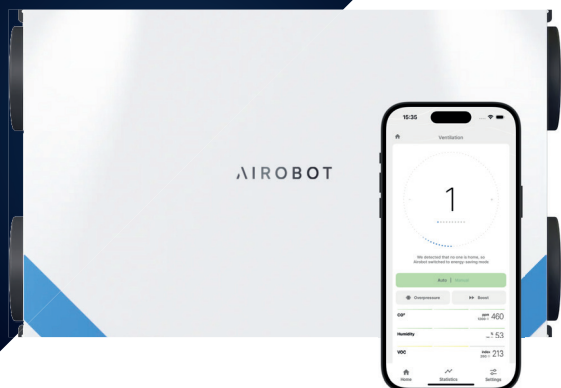 AIROBOT
15:35
Ventilation
1
We detected that no one is home, so
Airobot switched to energy-saving mode
Auto |
Overpressure
Boost
CO²
ppm 460
Humidity
% 53
VOC
Index 213
Home
Statistics
Settings